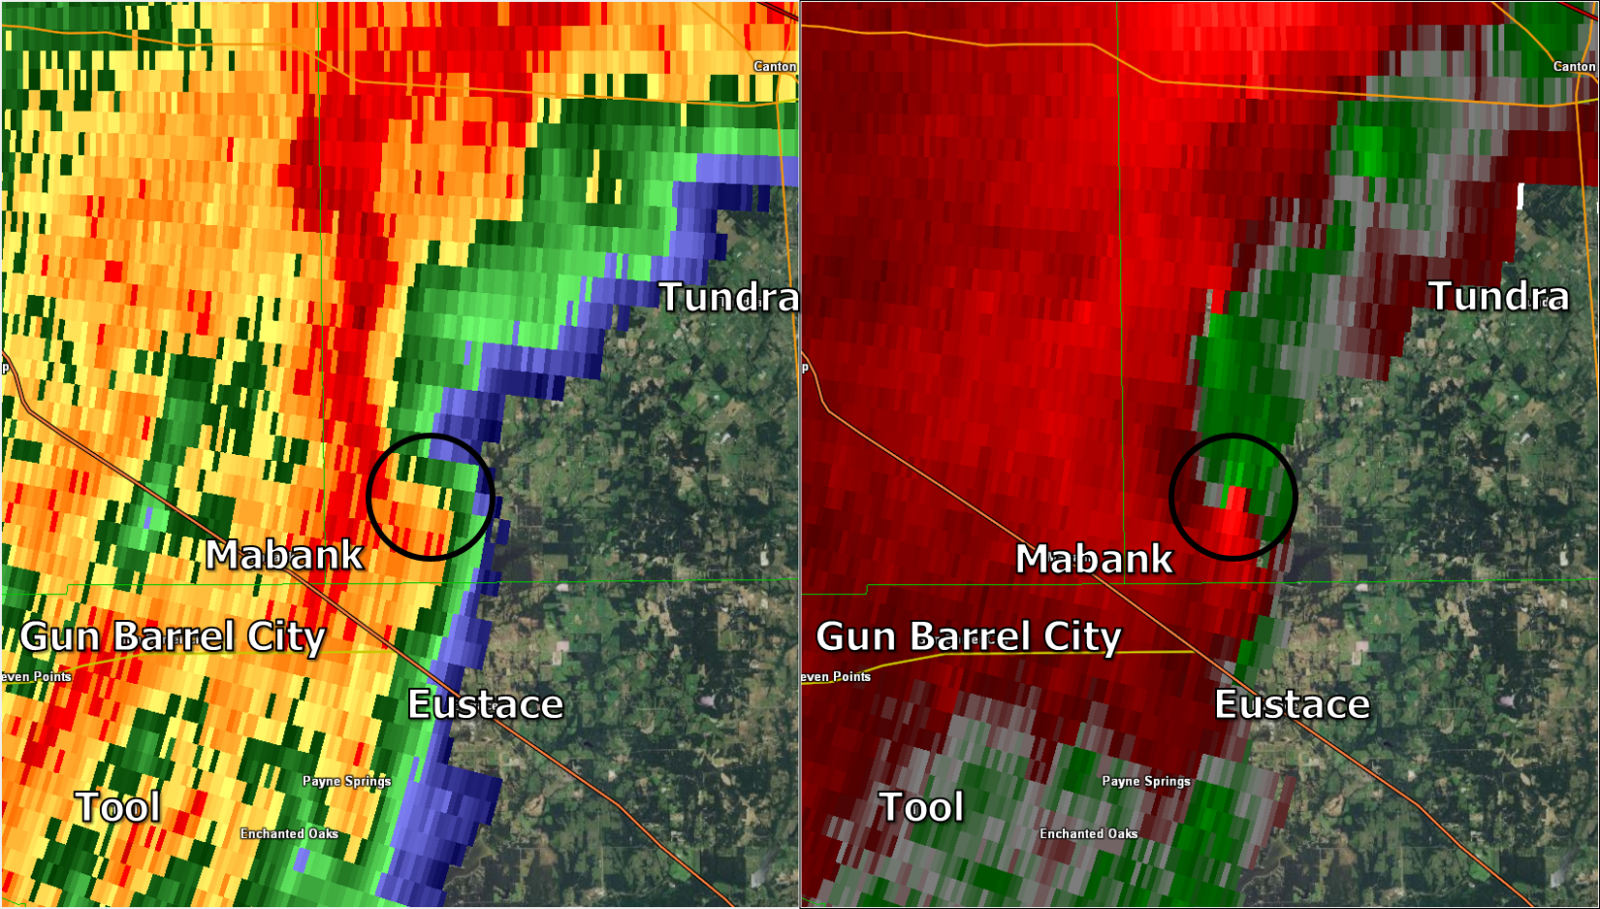 Canton
Tundra
p
Mabank
Gun Barrel City
even Points
Eustace
Payne Springs
Tool
Enchanted Oaks
Canton
Tundra
p
Mabank
Gun Barrel City
even Points
Eustace
Payne Springs
Tool
Enchanted Oaks